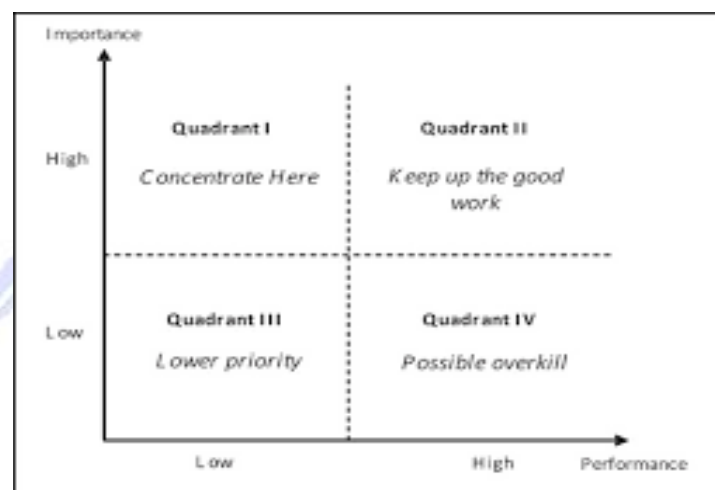 Importance
Quadrant I
Quadrant II
High
Concentrate Here
Keep up the good
work
Quadrant III
Quadrant IV
Low
Lower priority
Possible overkill
Low
High
Performance